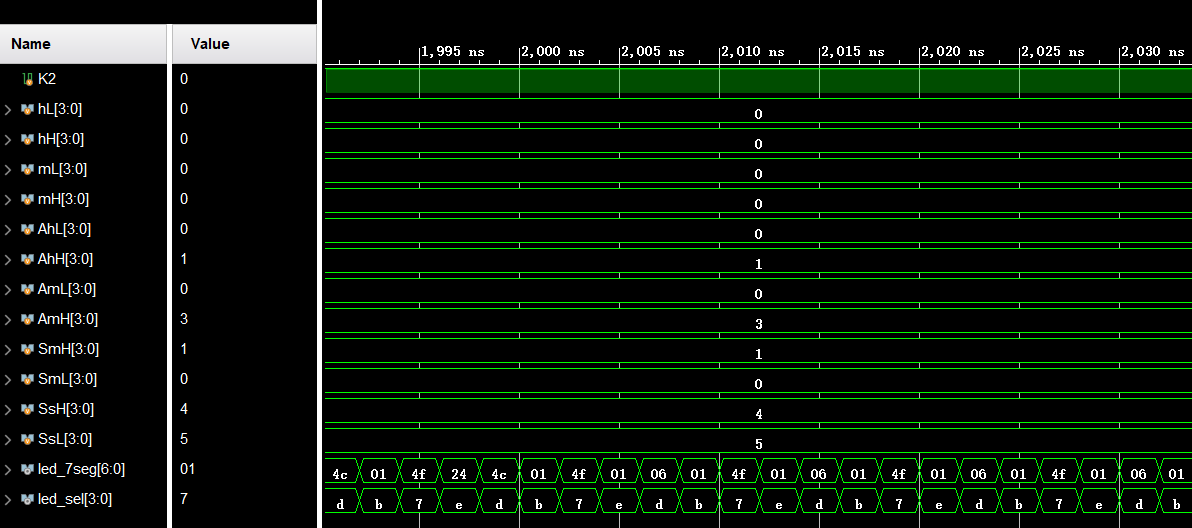 Name Value
1,995 ns 2,000 ns 2,005 ns 2,010 ns 2,015 ns 2,020 ns 2,025 ns 2,030 ns
K2 0
hL[3:0] 0 0
hH[3:0] 0 0
mL[3:0] 0 0
mH[3:0] 0 0
AhL[3:0] 0 0
AhH[3:0] 1 1
AmL[3:0] 0 0
AmH[3:0] 3 3
SmH[3:0] 1 1
SmL[3:0] 0 0
SsH[3:0] 4 4
SsL[3:0] 5 5
led_7seg[6:0] 01 4c 01 4f 24 4c 01 4f 01 06 01 4f 01 06 01 4f 01 06 01 4f 01 06 01
led_sel[3:0] 7 d b 7 e d b 7 e d b 7 e d b 7 e d b 7 e d b